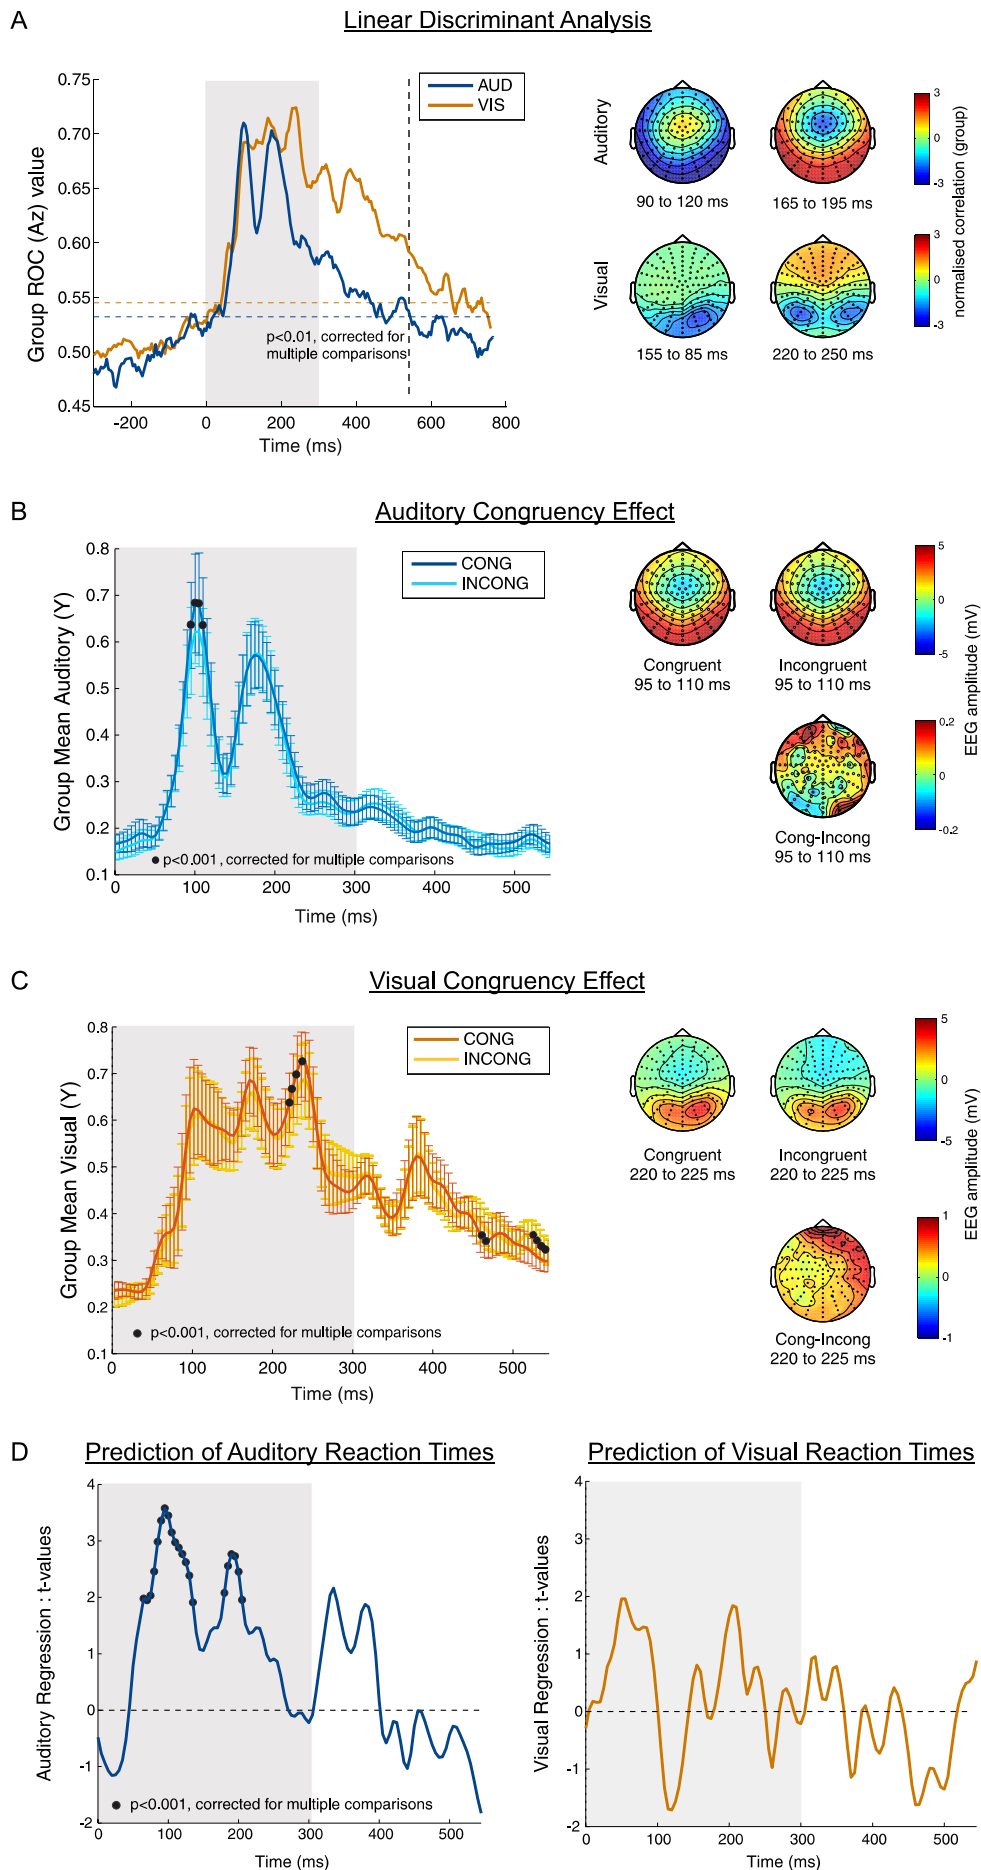 A
Linear Discriminant Analysis
Group ROC (Az) value
0.75
0.70
0.65
0.60
0.55
0.50
0.45
-200
0
200
400
600
800
Time (ms)
AUD
VIS
p<0.01, corrected for
multiple comparisons
Auditory
90 to 120 ms
165 to 195 ms
Visual
155 to 85 ms
220 to 250 ms
3
0
-3
3
0
-3
normalised correlation (group)
B
Auditory Congruency Effect
Group Mean Auditory (Y)
0.8
0.7
0.6
0.5
0.4
0.3
0.2
0.1
0
100
200
300
400
500
Time (ms)
CONG
INCONG
p<0.001, corrected for multiple comparisons
Congruent
95 to 110 ms
Incongruent
95 to 110 ms
Cong-Incong
95 to 110 ms
5
0
-5
0.2
0
-0.2
EEG amplitude (mV)
C
Visual Congruency Effect
Group Mean Visual (Y)
0.8
0.7
0.6
0.5
0.4
0.3
0.2
0.1
0
100
200
300
400
500
Time (ms)
CONG
INCONG
p<0.001, corrected for multiple comparisons
Congruent
220 to 225 ms
Incongruent
220 to 225 ms
Cong-Incong
220 to 225 ms
5
0
-5
1
0
-1
EEG amplitude (mV)
D
Prediction of Auditory Reaction Times
Auditory Regression : t-values
4
3
2
1
0
-1
-2
0
100
200
300
400
500
Time (ms)
p<0.001, corrected for multiple comparisons
Prediction of Visual Reaction Times
Visual Regression : t-values
4
3
2
1
0
-1
-2
0
100
200
300
400
500
Time (ms)